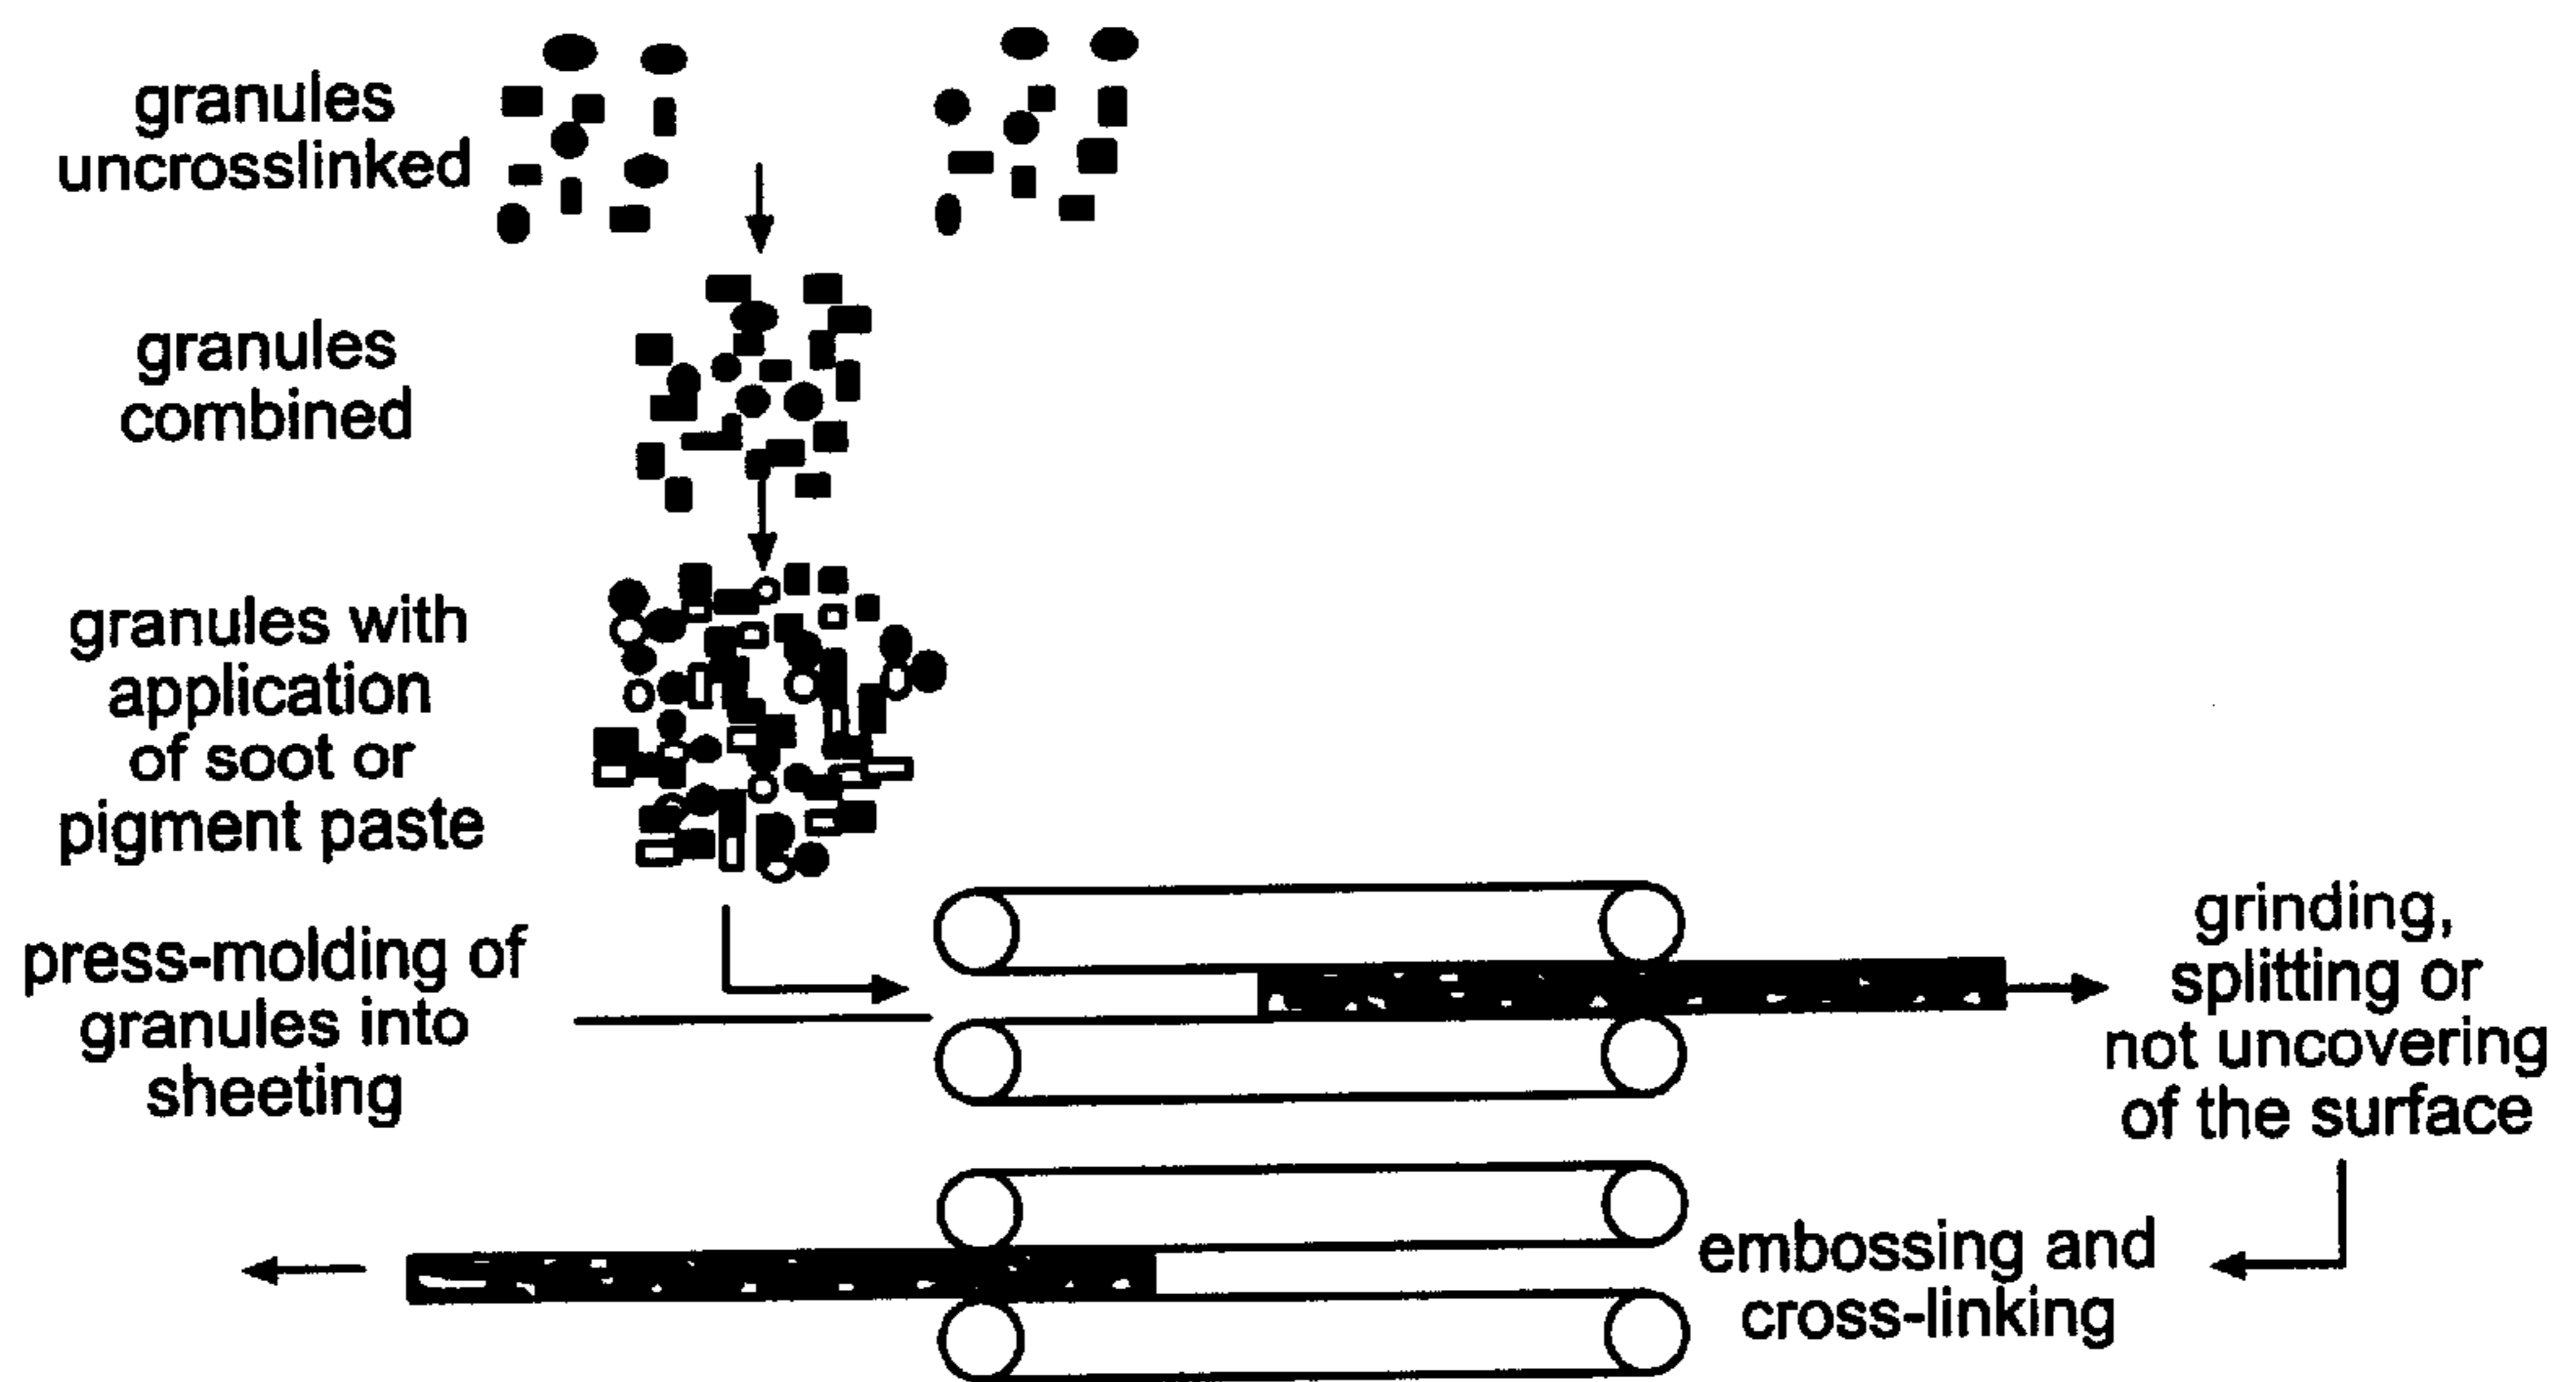 granules
uncrosslinked
granules
combined
granules with
application
of soot or
pigment paste
press-molding of
granules into
sheeting
grinding,
splitting or
not uncovering
of the surface
embossing and
cross-linking